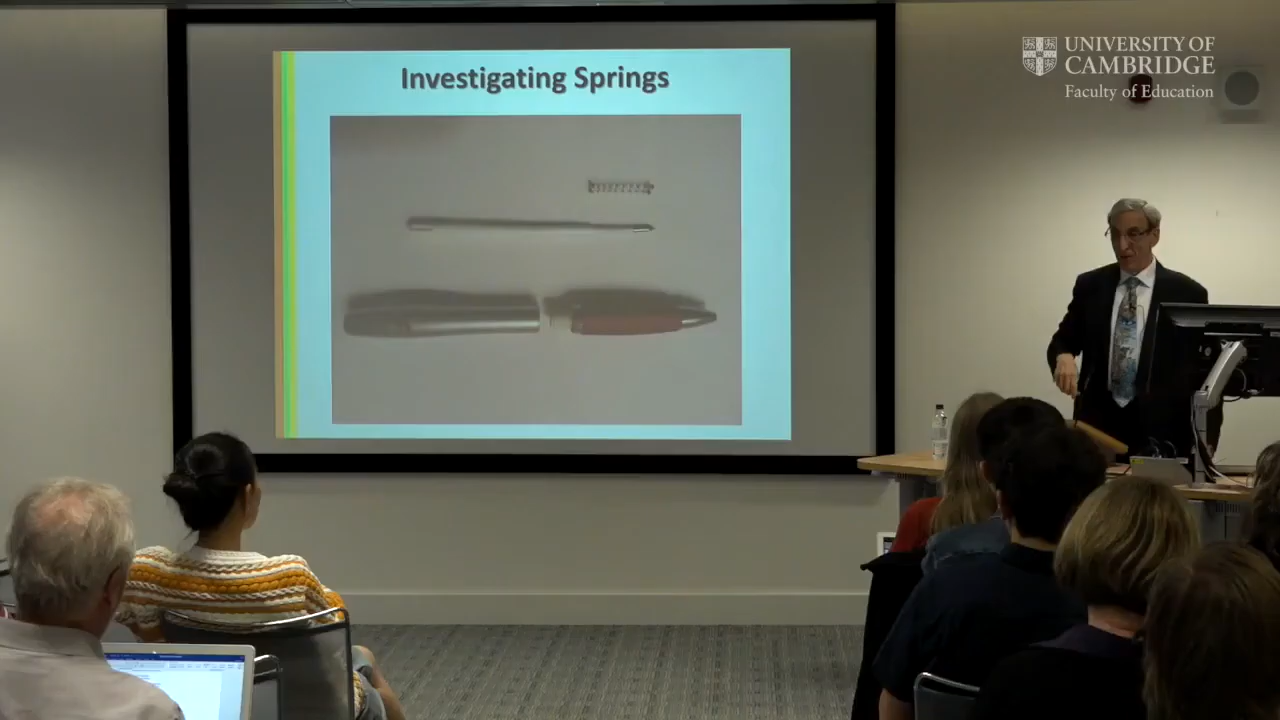 Investigating Springs
UNIVERSITY OF
CAMBRIDGE
Faculty of Education